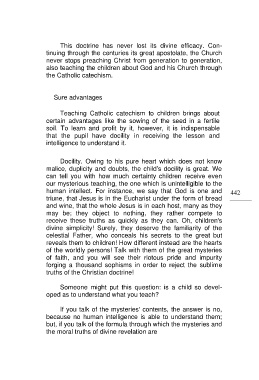 This doctrine has never lost its divine efficacy. Con-
tinuing through the centuries its great apostolate, the Church
never stops preaching Christ from generation to generation,
also teaching the children about God and his Church through
the Catholic catechism.
Sure advantages
Teaching Catholic catechism to children brings about
certain advantages like the sowing of the seed in a fertile
soil. To learn and profit by it, however, it is indispensable
that the pupil have docility in receiving the lesson and
intelligence to understand it.
Docility. Owing to his pure heart which does not know
malice, duplicity and doubts, the child's docility is great. We
can tell you with how much certainty children receive even
our mysterious teaching, the one which is unintelligible to the
human intellect. For instance, we say that God is one and
442
triune, that Jesus is in the Eucharist under the form of bread
and wine, that the whole Jesus is in each host, many as they
may be; they object to nothing, they rather compete to
receive these truths as quickly as they can. Oh, children's
divine simplicity! Surely, they deserve the familiarity of the
celestial Father, who conceals his secrets to the great but
reveals them to children! How different instead are the hearts
of the worldly persons! Talk with them of the great mysteries
of faith, and you will see their riotous pride and impurity
forging a thousand sophisms in order to reject the sublime
truths of the Christian doctrine!
Someone might put this question: is a child so devel-
oped as to understand what you teach?
If you talk of the mysteries' contents, the answer is no,
because no human intelligence is able to understand them;
but, if you talk of the formula through which the mysteries and
the moral truths of divine revelation are